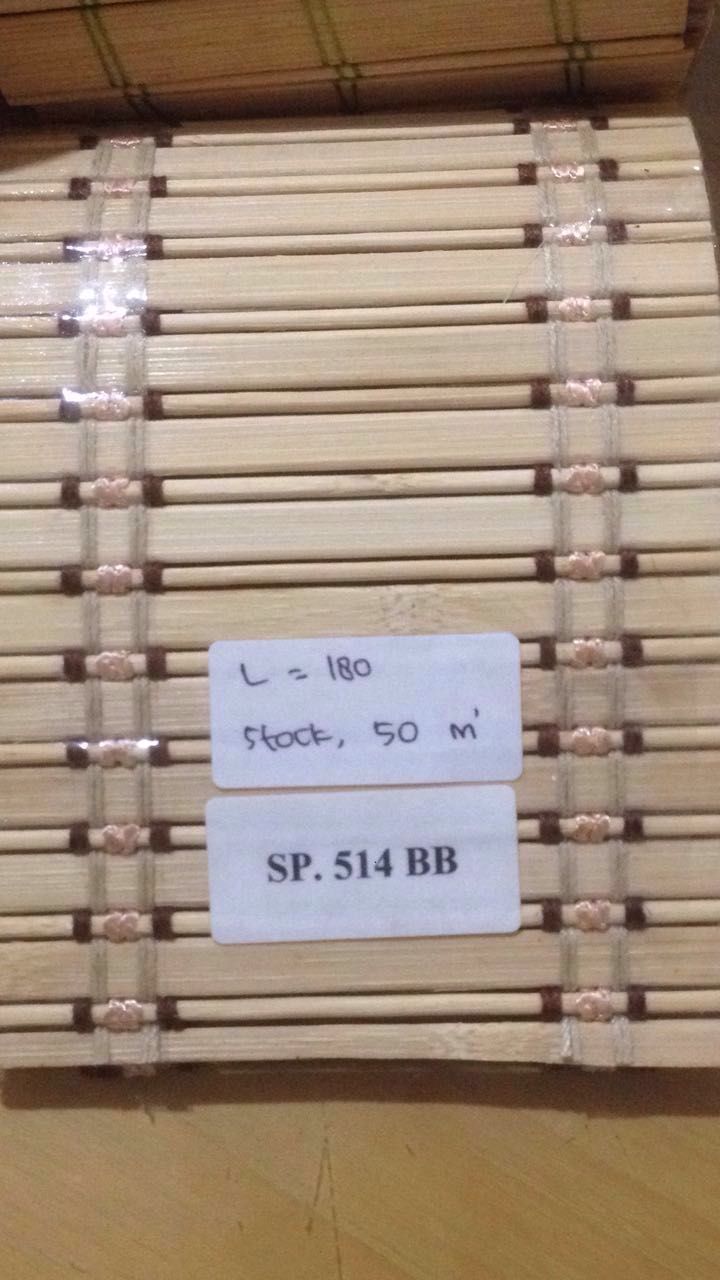 L = 180
Stock, 50 m'
SP. 514 BB